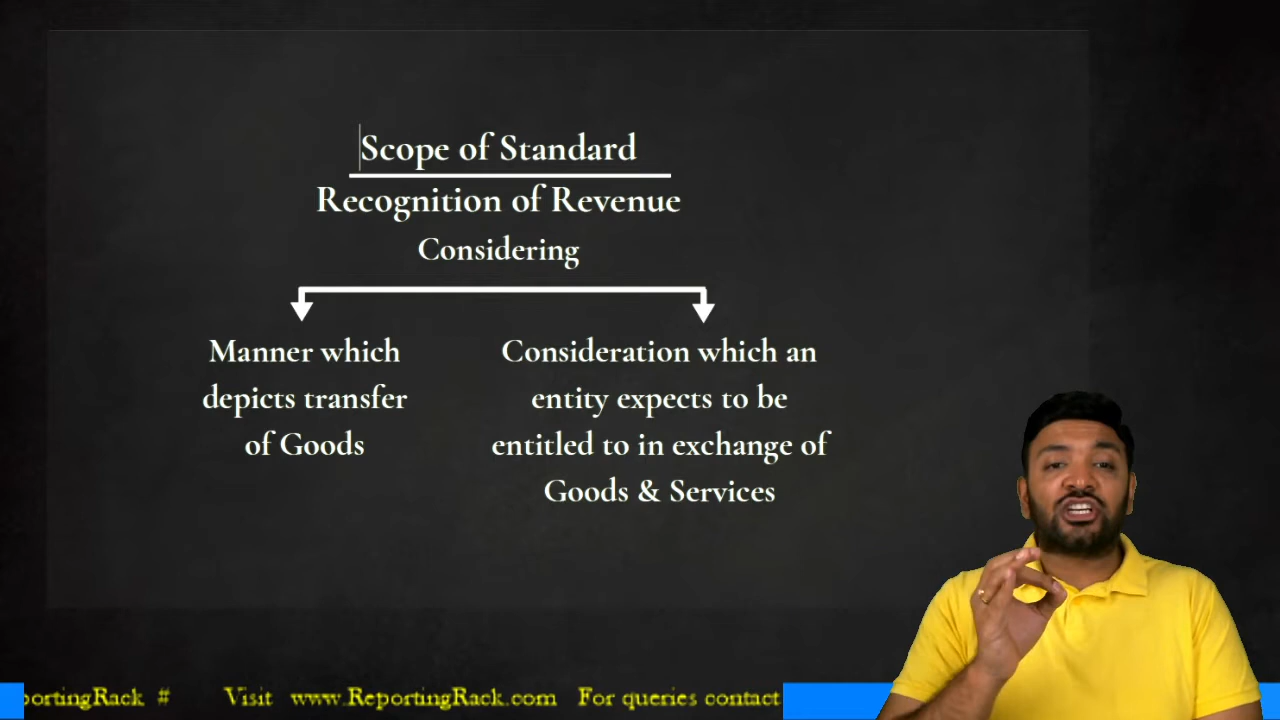 Scope of Standard
Recognition of Revenue
Considering
Manner which
depicts transfer
of Goods
Consideration which an
entity expects to be
entitled to in exchange of
Goods & Services
portingRack # Visit www.ReportingRack.com For queries contact